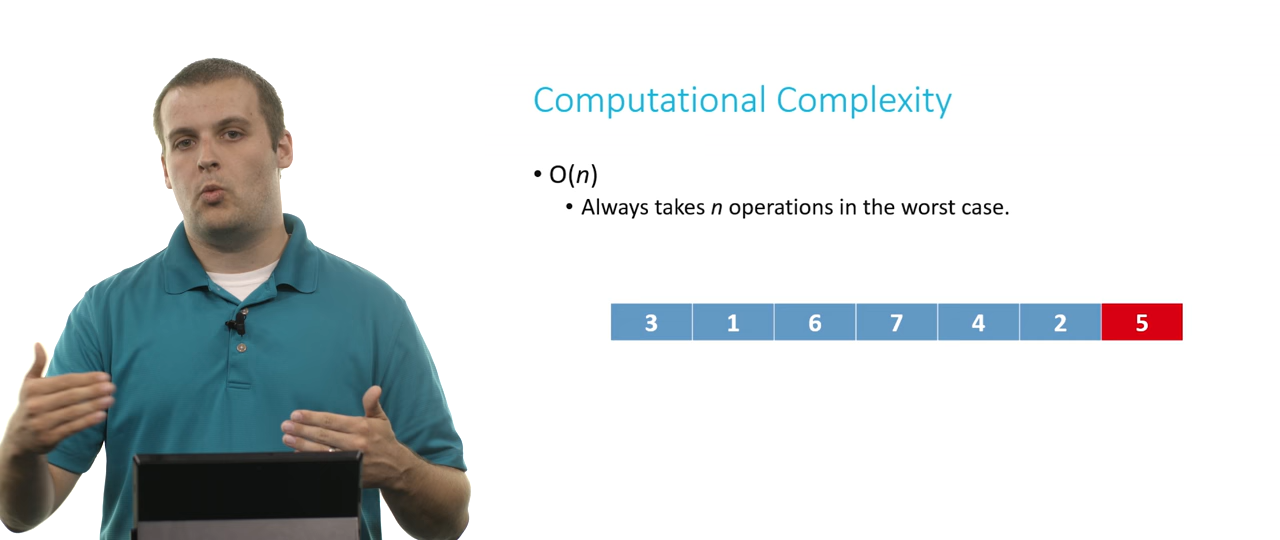 Computational Complexity
• O(n)
• Always takes n operations in the worst case.
3 1 6 7 4 2 5